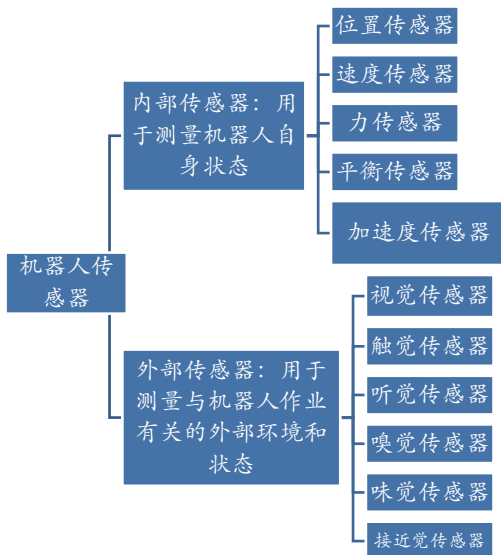 机器人传
感器
内部传感器：用
于测量机器人自
身状态
位置传感器
速度传感器
力传感器
平衡传感器
加速度传感器
外部传感器：用于
测量与机器人作业
有关的外部环境和
状态
视觉传感器
触觉传感器
听觉传感器
嗅觉传感器
味觉传感器
接近觉传感器